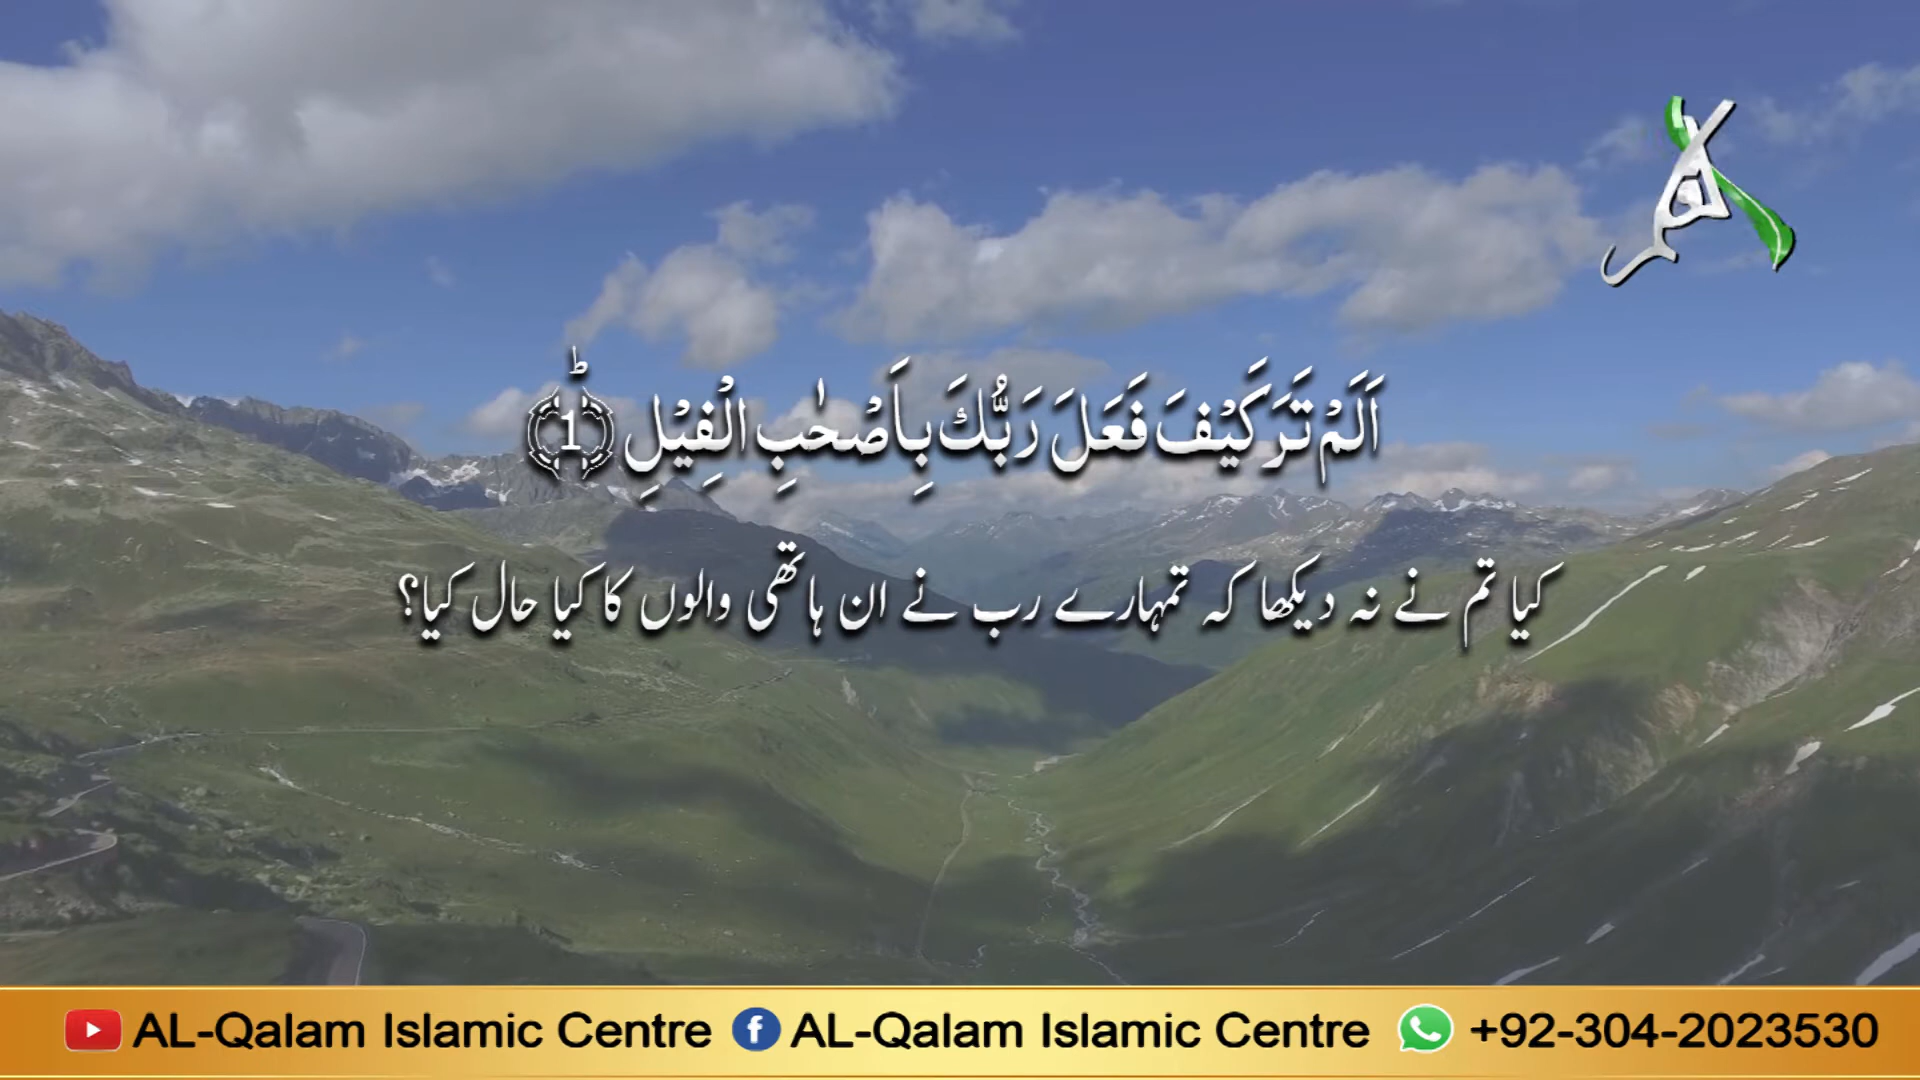 اَلَمْ تَرَ كَيْفَ فَعَلَ رَبُّكَ بِاَصْحٰبِ الْفِيْلِ ؕ ﴿1﴾
کیا تم نے نہ دیکھا کہ تمہارے رب نے ان ہاتھی والوں کا کیا حال کیا؟
AL-Qalam Islamic Centre AL-Qalam Islamic Centre +92-304-2023530